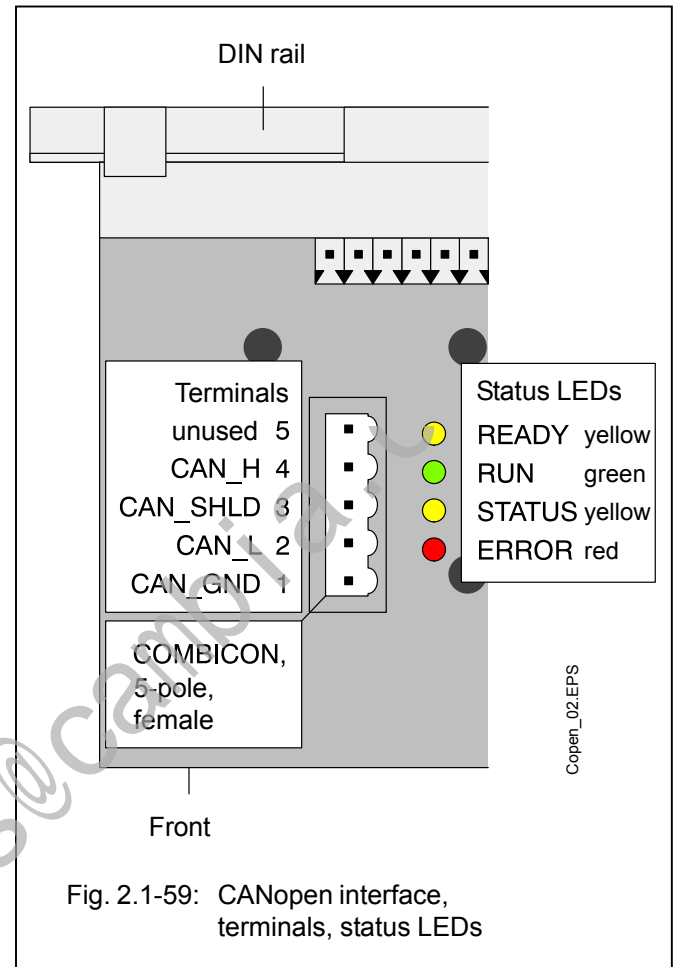 DIN rail
Terminals
unused 5
CAN_H 4
CAN_SHLD 3
CAN_L 2
CAN_GND 1
COMBICON,
5-pole,
female
Status LEDs
READY yellow
RUN green
STATUS yellow
ERROR red
Copen_02.EPS
Front
Fig. 2.1-59: CANopen interface,
terminals, status LEDs